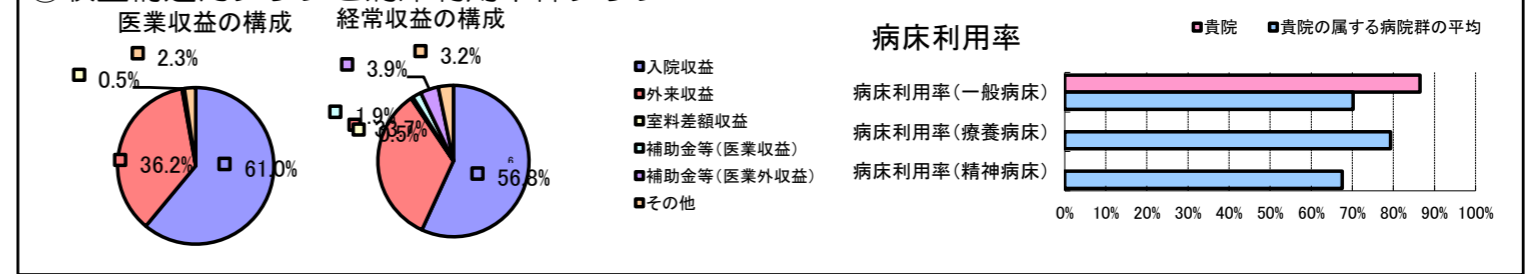 医業収益の構成
2.3%
0.5%
36.2%
61.0%
経常収益の構成
3.2%
3.9%
1.9%
33.7%
0.5%
56.8%
入院収益
外来収益
室料差額収益
補助金等(医業収益)
補助金等(医業外収益)
その他
病床利用率
貴院 貴院の属する病院群の平均
病床利用率(一般病床)
病床利用率(療養病床)
病床利用率(精神病床)
0% 10% 20% 30% 40% 50% 60% 70% 80% 90% 100%